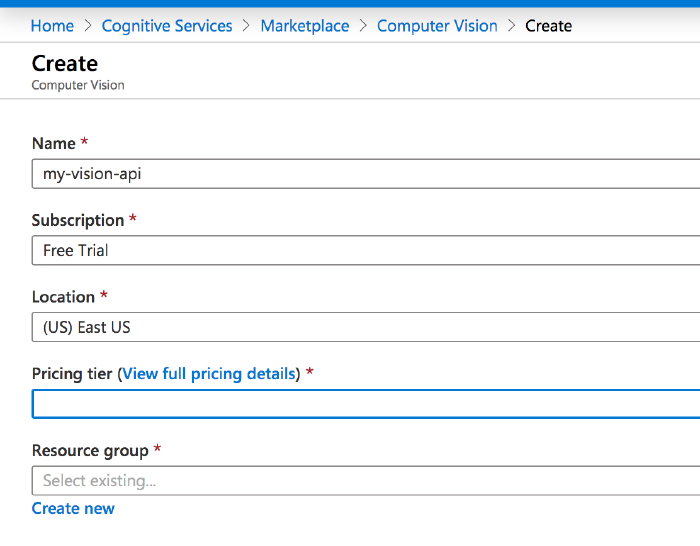 Home > Cognitive Services > Marketplace > Computer Vision > Create
Create
Computer Vision
Name *
my-vision-api
Subscription *
Free Trial
Location *
(US) East US
Pricing tier (View full pricing details) *
Resource group *
Select existing...
Create new